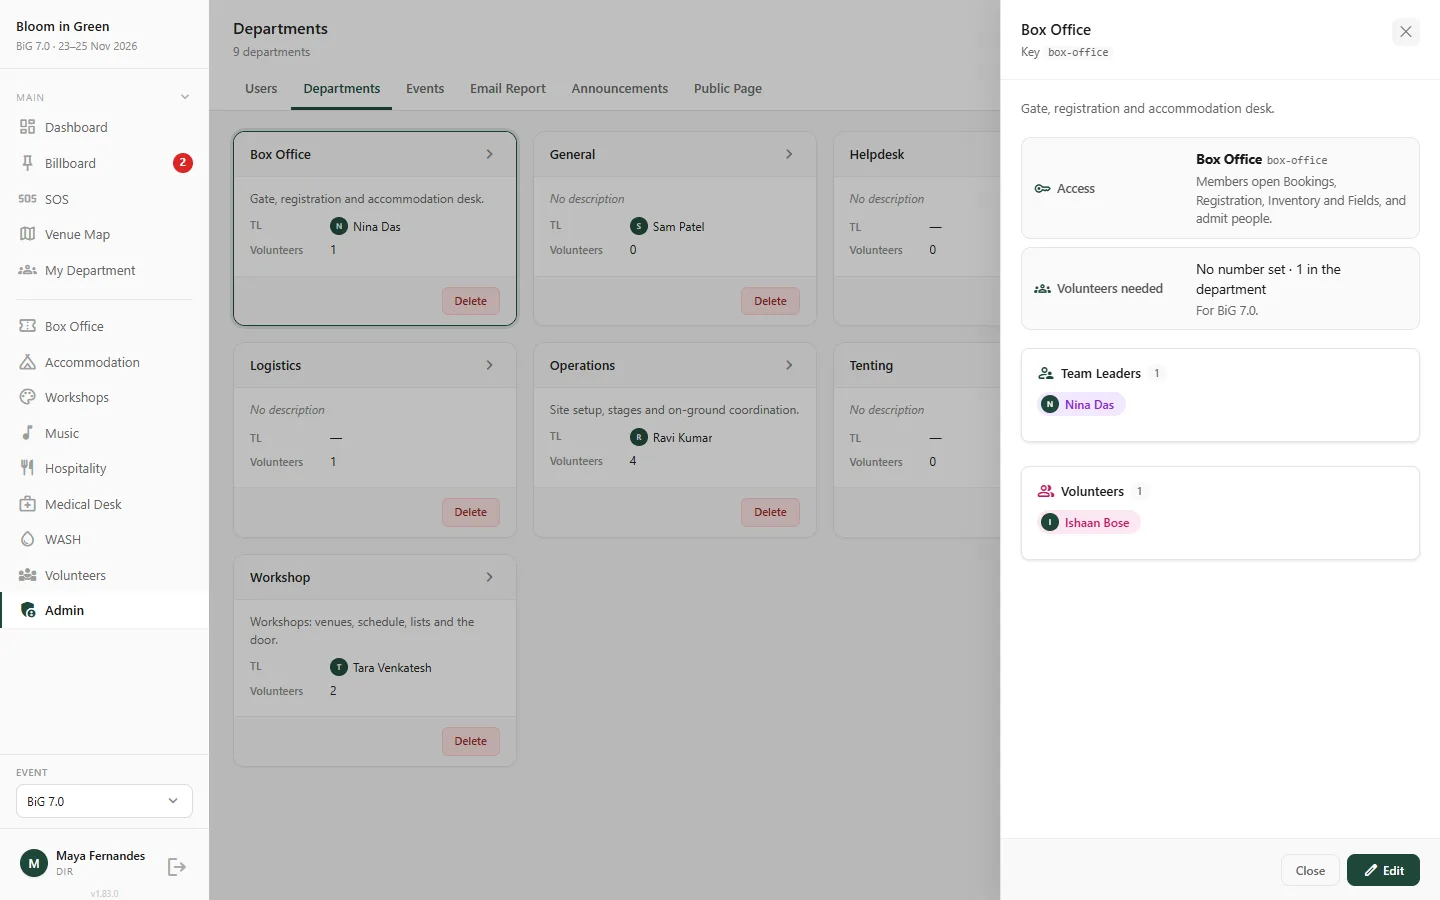 Bloom in Green
BiG 7.0 · 23–25 Nov 2026
MAIN
Dashboard
Billboard
2
SOS
SOS
Venue Map
My Department
Box Office
Accommodation
Workshops
Music
Hospitality
Medical Desk
WASH
Volunteers
Admin
EVENT
BiG 7.0
M
Maya Fernandes
DIR
v1.83.0
Departments
9 departments
Users
Departments
Events
Email Report
Announcements
Public Page
Box Office
Gate, registration and accommodation desk.
TL
N
Nina Das
Volunteers
1
Delete
General
No description
TL
S
Sam Patel
Volunteers
0
Delete
Helpdesk
No description
TL
—
Volunteers
0
Logistics
No description
TL
—
Volunteers
1
Delete
Operations
Site setup, stages and on-ground coordination.
TL
R
Ravi Kumar
Volunteers
4
Delete
Tenting
No description
TL
—
Volunteers
0
Workshop
Workshops: venues, schedule, lists and the
door.
TL
T
Tara Venkatesh
Volunteers
2
Delete
Box Office
Key box-office
Gate, registration and accommodation desk.
Access
Box Office box-office
Members open Bookings,
Registration, Inventory and Fields, and
admit people.
Volunteers needed
No number set · 1 in the
department
For BiG 7.0.
Team Leaders 1
N
Nina Das
Volunteers 1
I
Ishaan Bose
Close
Edit